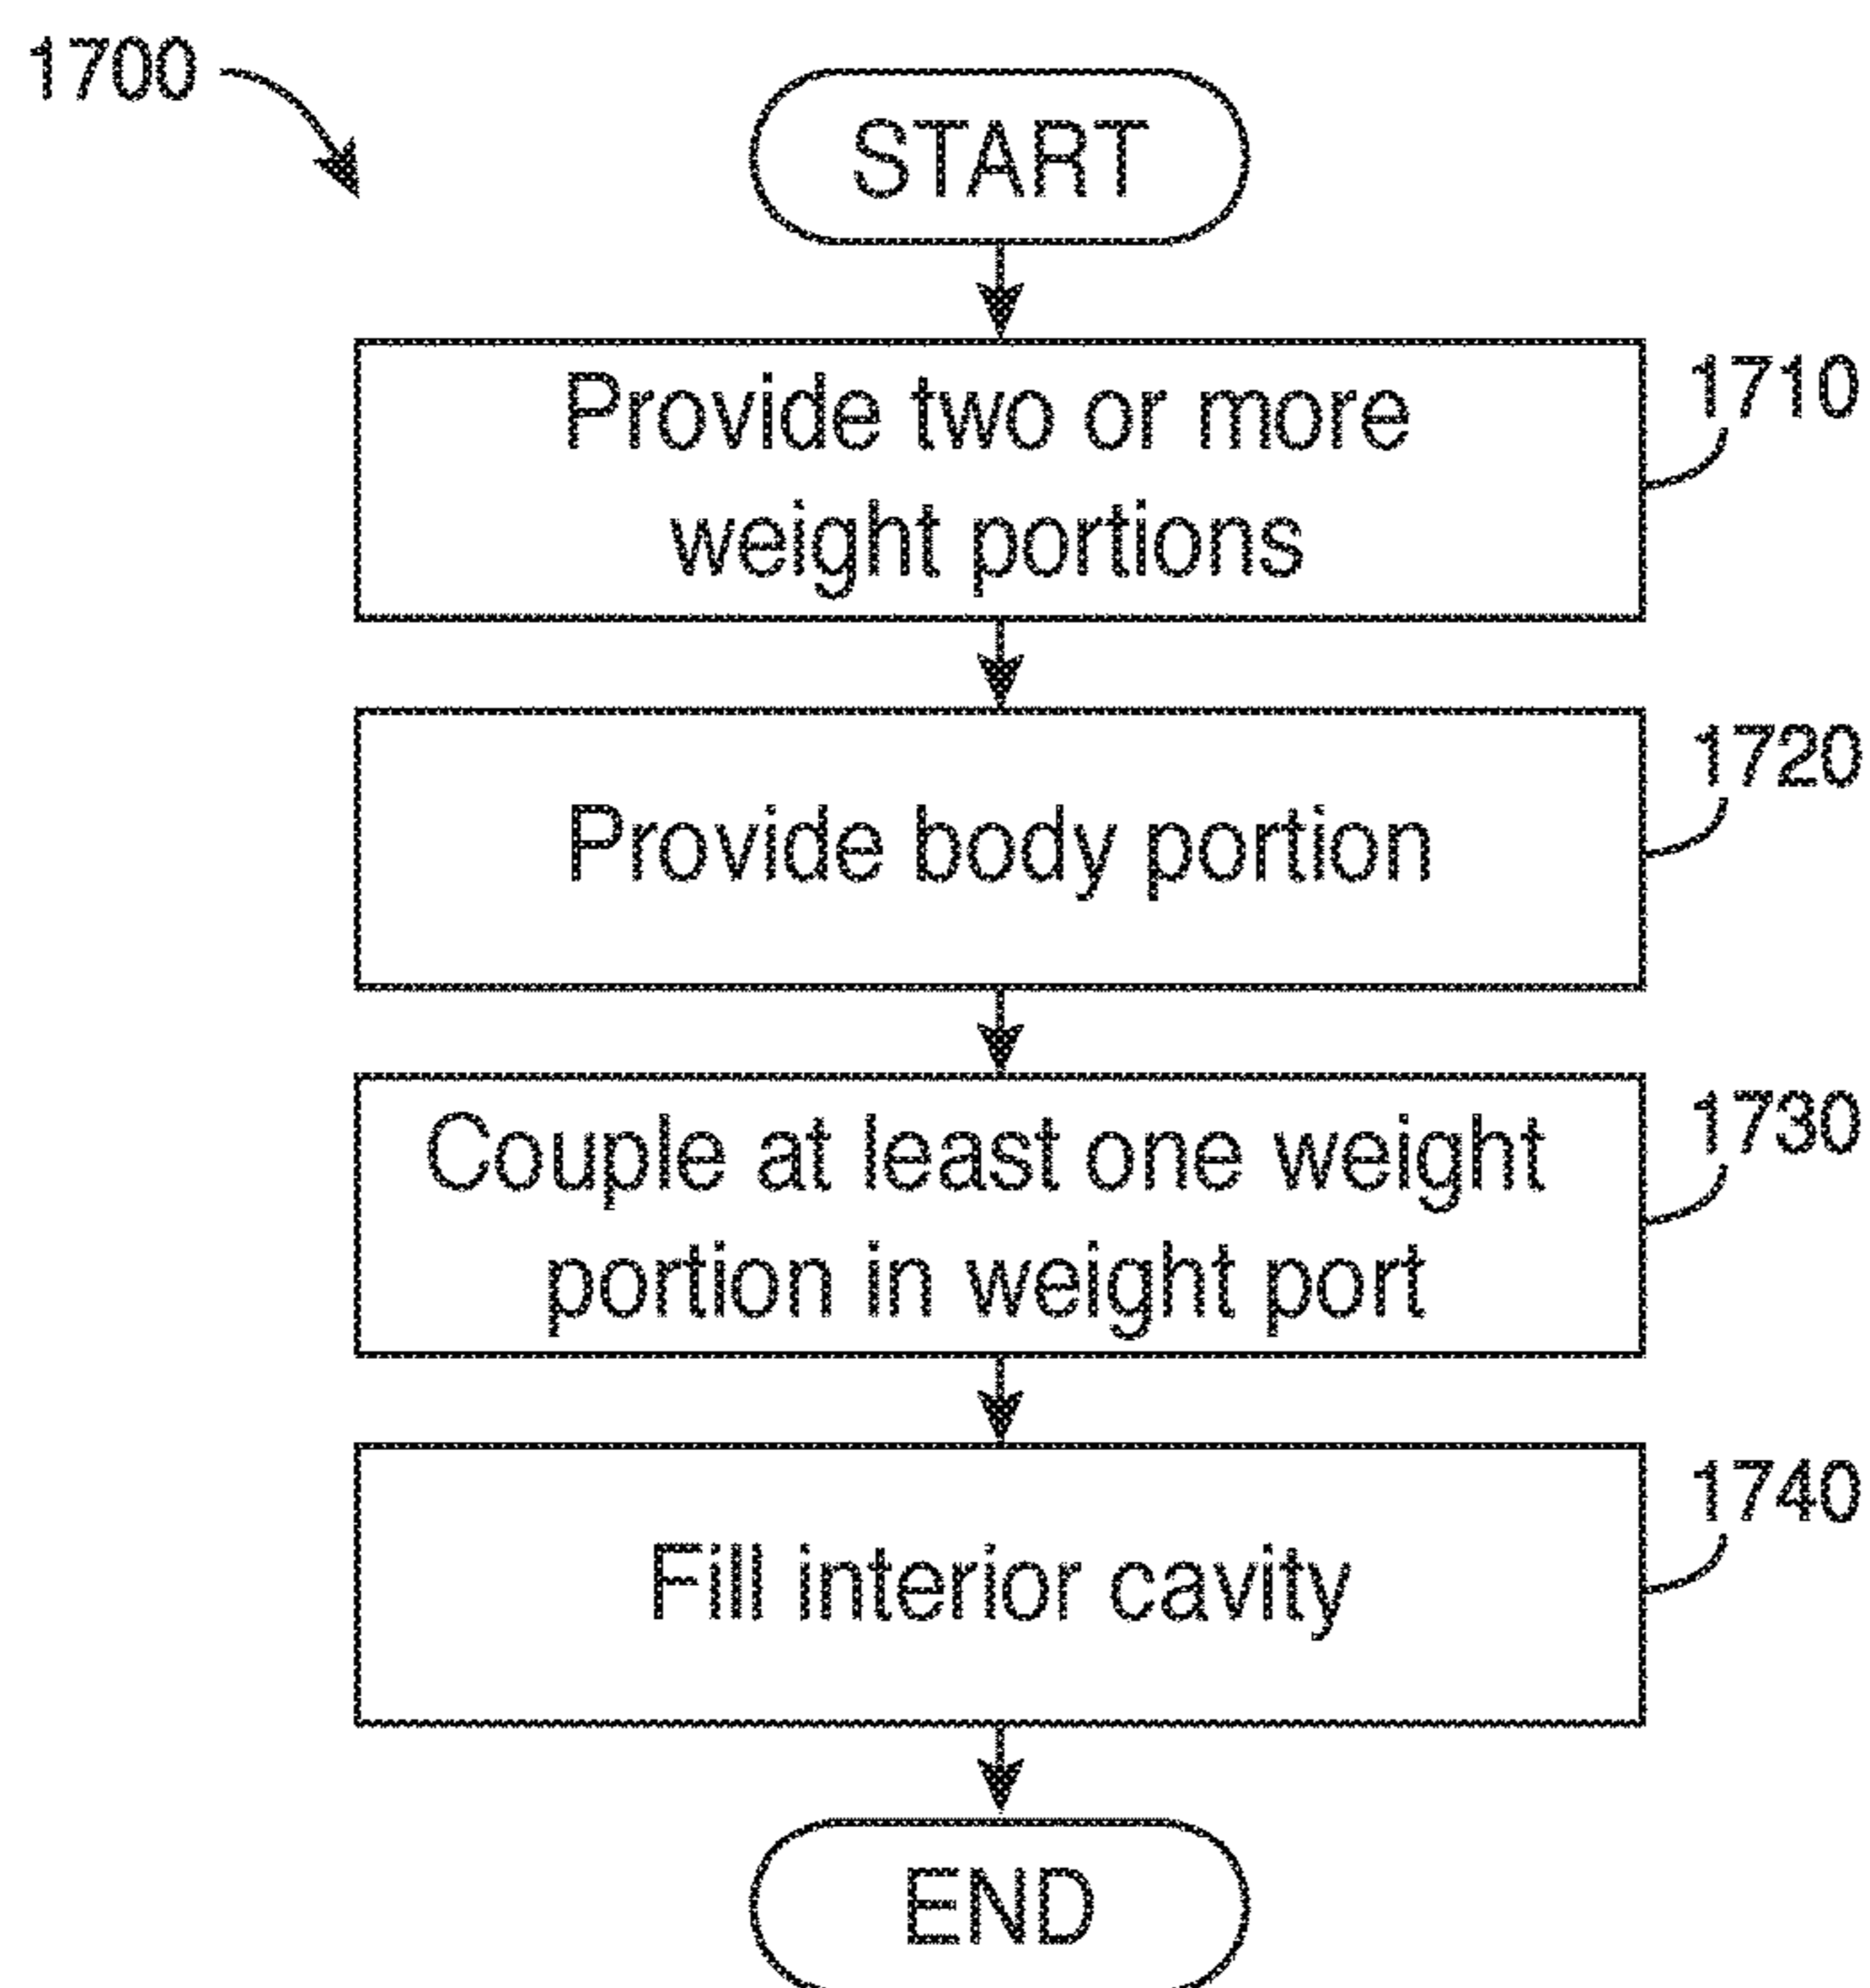 1700
START
Provide two or more
weight portions
1710
Provide body portion
1720
Couple at least one weight
portion in weight port
1730
Fill interior cavity
1740
END